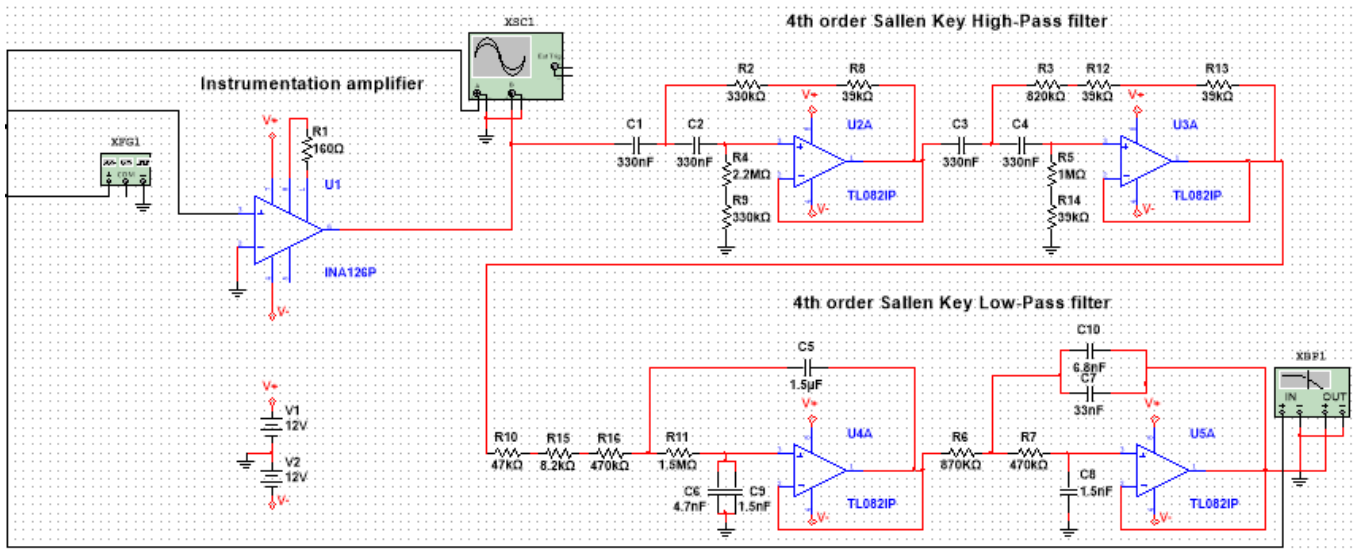 4th order Sallen Key High-Pass filter
XSC1
Ext Trig
A
B
Instrumentation amplifier
V+
R1
160Ω
XFG1
COM
U1
INA126P
V-
R2
330kΩ
R8
39kΩ
V+
C1
330nF
C2
330nF
U2A
R4
2.2MΩ
R9
330kΩ
TL082IP
V-
R3
820kΩ
R12
39kΩ
R13
39kΩ
V+
C3
330nF
C4
330nF
U3A
R5
1MΩ
R14
39kΩ
TL082IP
V-
4th order Sallen Key Low-Pass filter
V+
V1
12V
V2
12V
V-
C5
1.5µF
V+
R10
47kΩ
R15
8.2kΩ
R16
470kΩ
R11
1.5MΩ
U4A
C6
4.7nF
C9
1.5nF
TL082IP
V-
C10
6.8nF
C7
33nF
V+
R6
870KΩ
R7
470kΩ
U5A
C8
1.5nF
TL082IP
V-
XBP1
IN
OUT